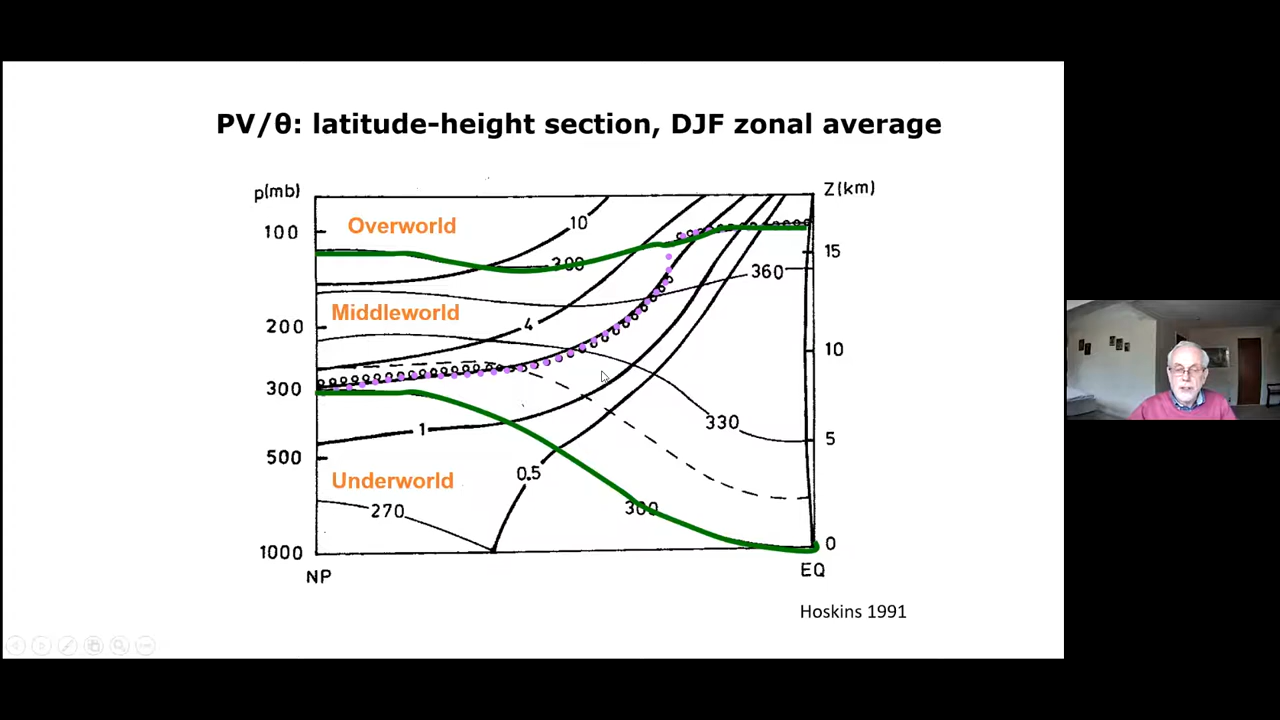 PV/θ: latitude-height section, DJF zonal average
p(mb)
Z(km)
Overworld
10
100
15
360
Middleworld
200
4
10
300
330
1
5
500
0.5
Underworld
270
300
1000
0
NP
EQ
Hoskins 1991